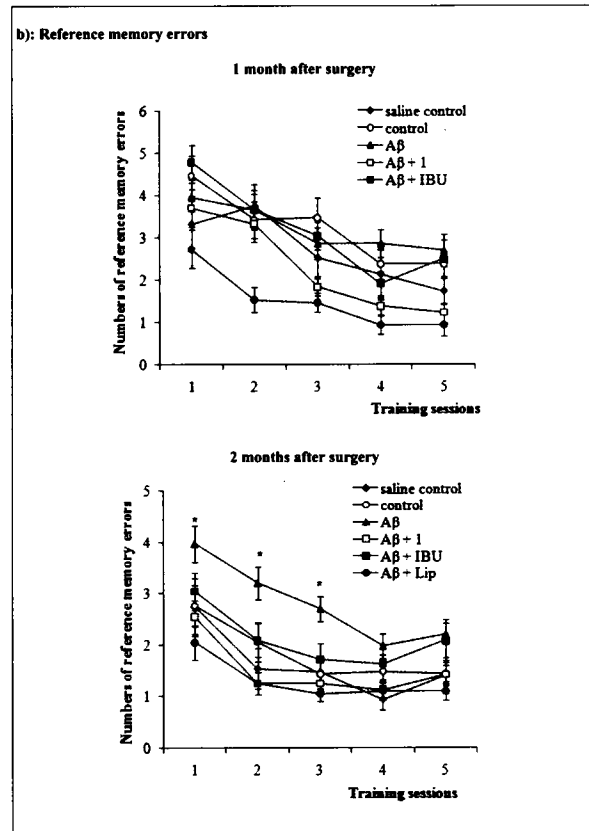 b): Reference memory errors
1 month after surgery
Numbers of reference memory errors
6
5
4
3
2
1
0
saline control
control
Aβ
Aβ + 1
Aβ + IBU
1 2 3 4 5
Training sessions
2 months after surgery
Numbers of reference memory errors
5
4
3
2
1
0
* * *
saline control
control
Aβ
Aβ + 1
Aβ + IBU
Aβ + Lip
1 2 3 4 5
Training sessions